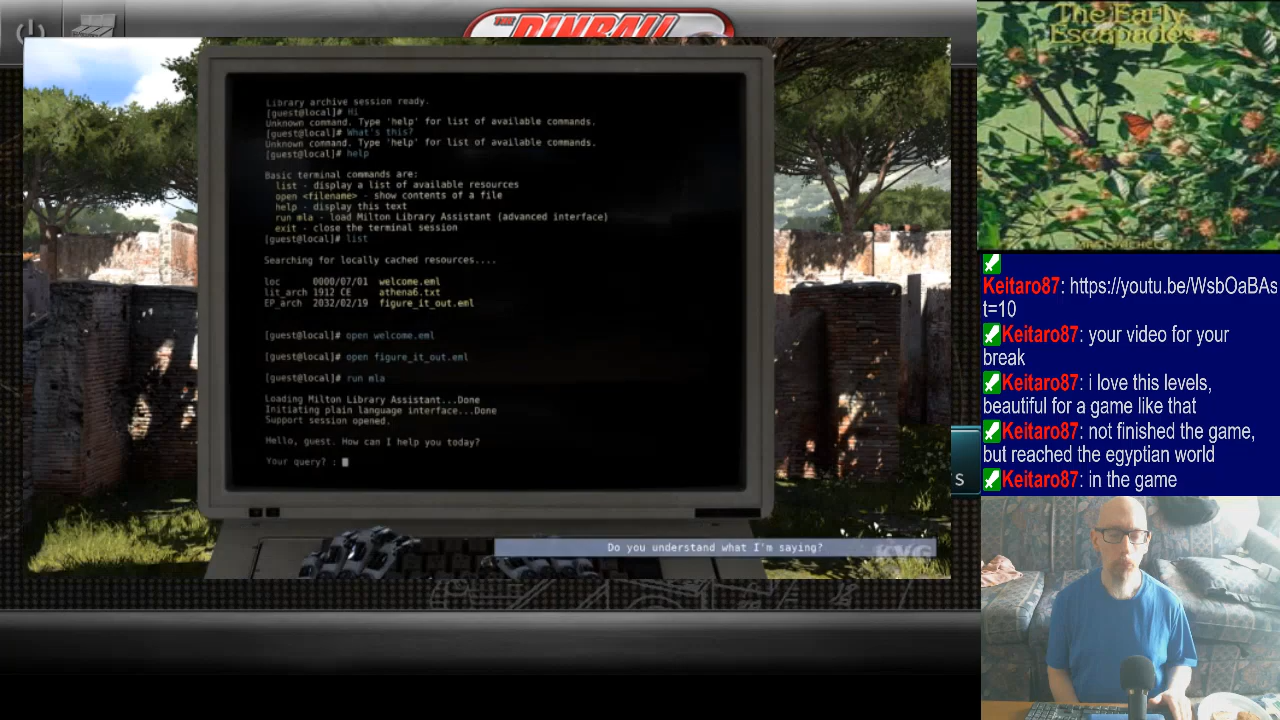 THE PINBALL
Library archive session ready.
[guest@local]# Hi
Unknown command. Type 'help' for list of available commands.
[guest@local]# What's this?
Unknown command. Type 'help' for list of available commands.
[guest@local]# help
Basic terminal commands are:
list - display a list of available resources
open <filename> - show contents of a file
help - display this text
run mla - load Milton Library Assistant (advanced interface)
exit - close the terminal session
[guest@local]# list
Searching for locally cached resources....
loc 0000/07/01 welcome.eml
lit_arch 1912 CE athena6.txt
EP_arch 2032/02/19 figure_it_out.eml
[guest@local]# open welcome.eml
[guest@local]# open figure_it_out.eml
[guest@local]# run mla
Loading Milton Library Assistant...Done
Initiating plain language interface...Done
Support session opened.
Hello, guest. How can I help you today?
Your query? :
Do you understand what I'm saying?
KVG
S
The Early
Escapades
Keitaro87: https://youtu.be/WsbOaBAs
t=10
Keitaro87: your video for your
break
Keitaro87: i love this levels,
beautiful for a game like that
Keitaro87: not finished the game,
but reached the egyptian world
Keitaro87: in the game